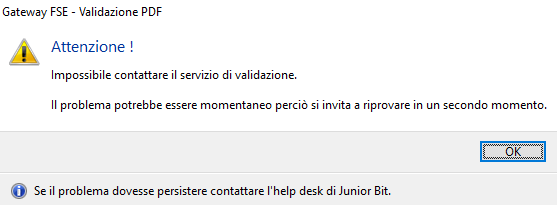 Gateway FSE - Validazione PDF
Attenzione !
Impossibile contattare il servizio di validazione.
Il problema potrebbe essere momentaneo perciò si invita a riprovare in un secondo momento.
OK
Se il problema dovesse persistere contattare l'help desk di Junior Bit.